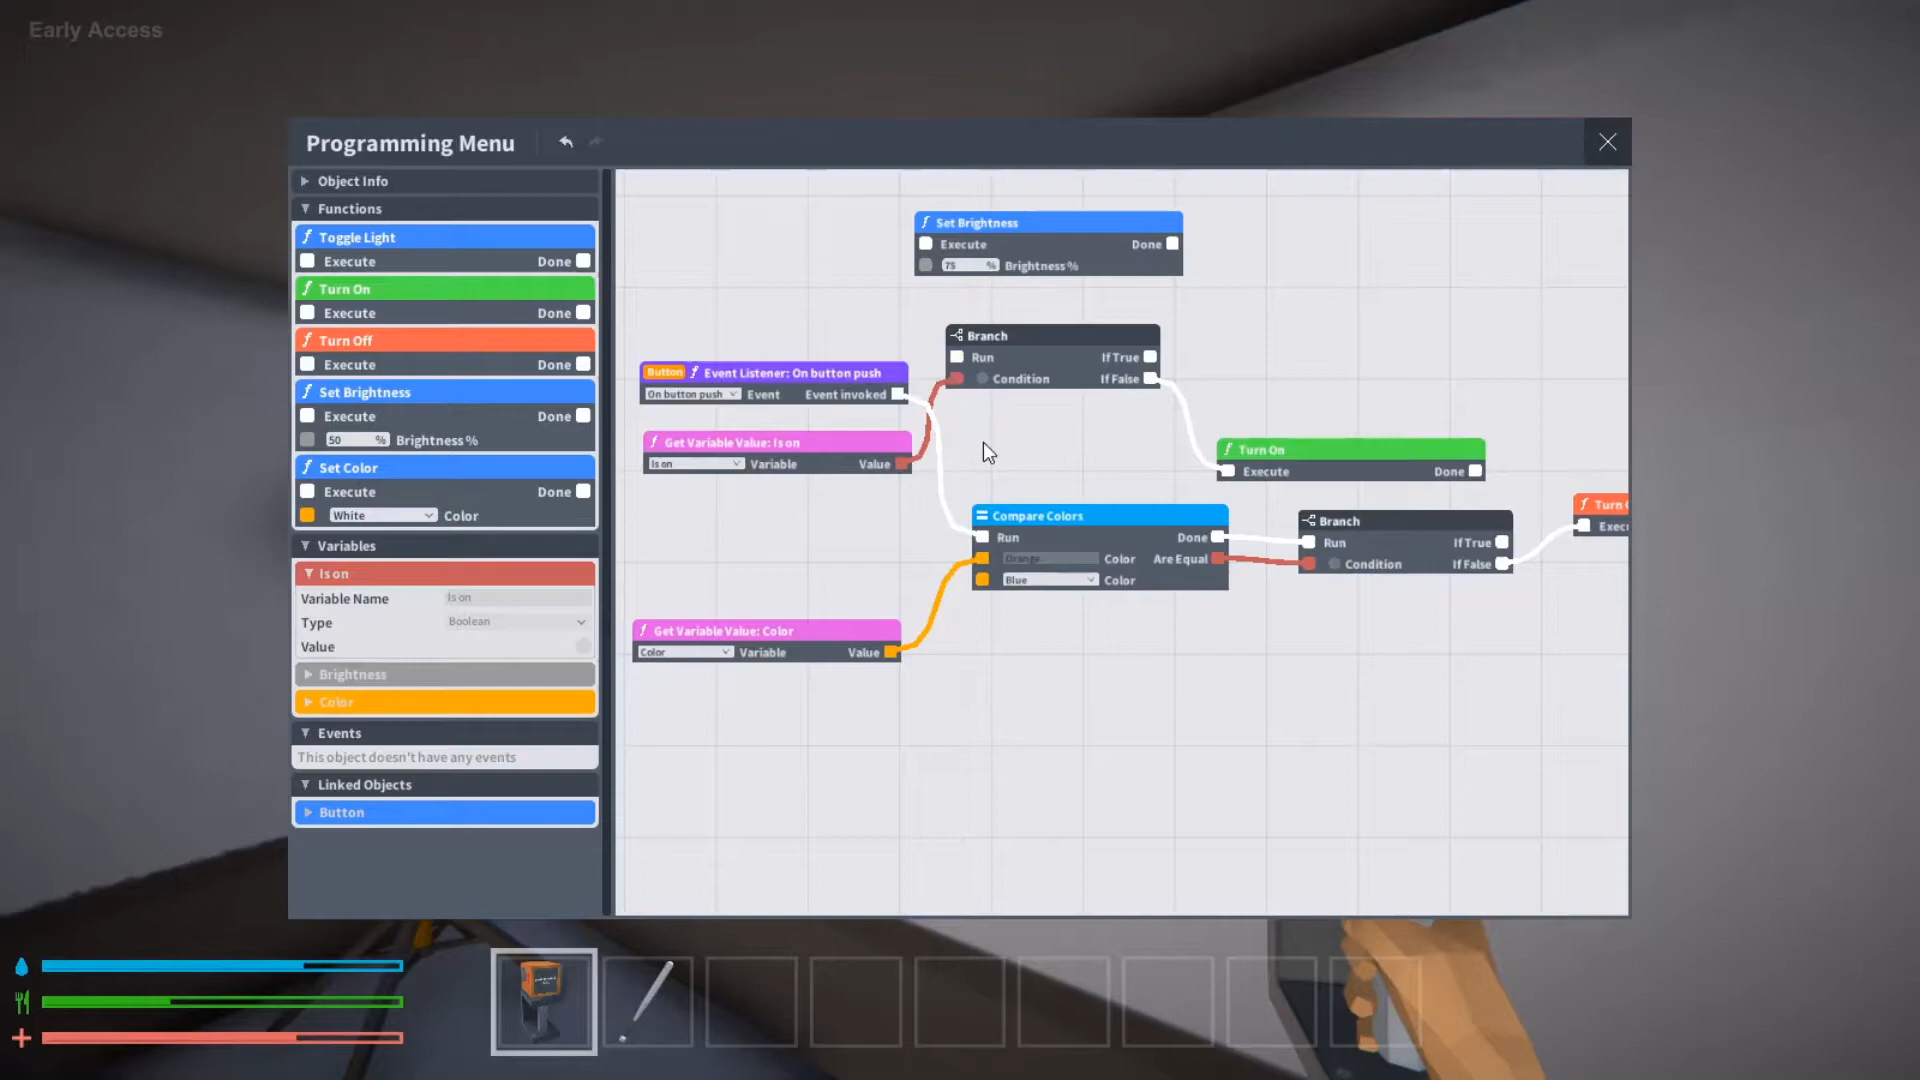 Early Access
Programming Menu
Object Info
Functions
Toggle Light
Execute Done
Turn On
Execute Done
Turn Off
Execute Done
Set Brightness
Execute Done
50 % Brightness %
Set Color
Execute Done
White Color
Variables
Is on
Variable Name Is on
Type Boolean
Value
Brightness
Color
Events
This object doesn't have any events
Linked Objects
Button
Set Brightness
Execute Done
75 % Brightness %
Branch
Run If True
Condition If False
Button Event Listener: On button push
On button push Event Event invoked
Get Variable Value: Is on
Is on Variable Value
Turn On
Execute Done
Compare Colors
Run Done
Orange Color Are Equal
Blue Color
Branch
Run If True
Condition If False
Turn
Get Variable Value: Color
Color Variable Value